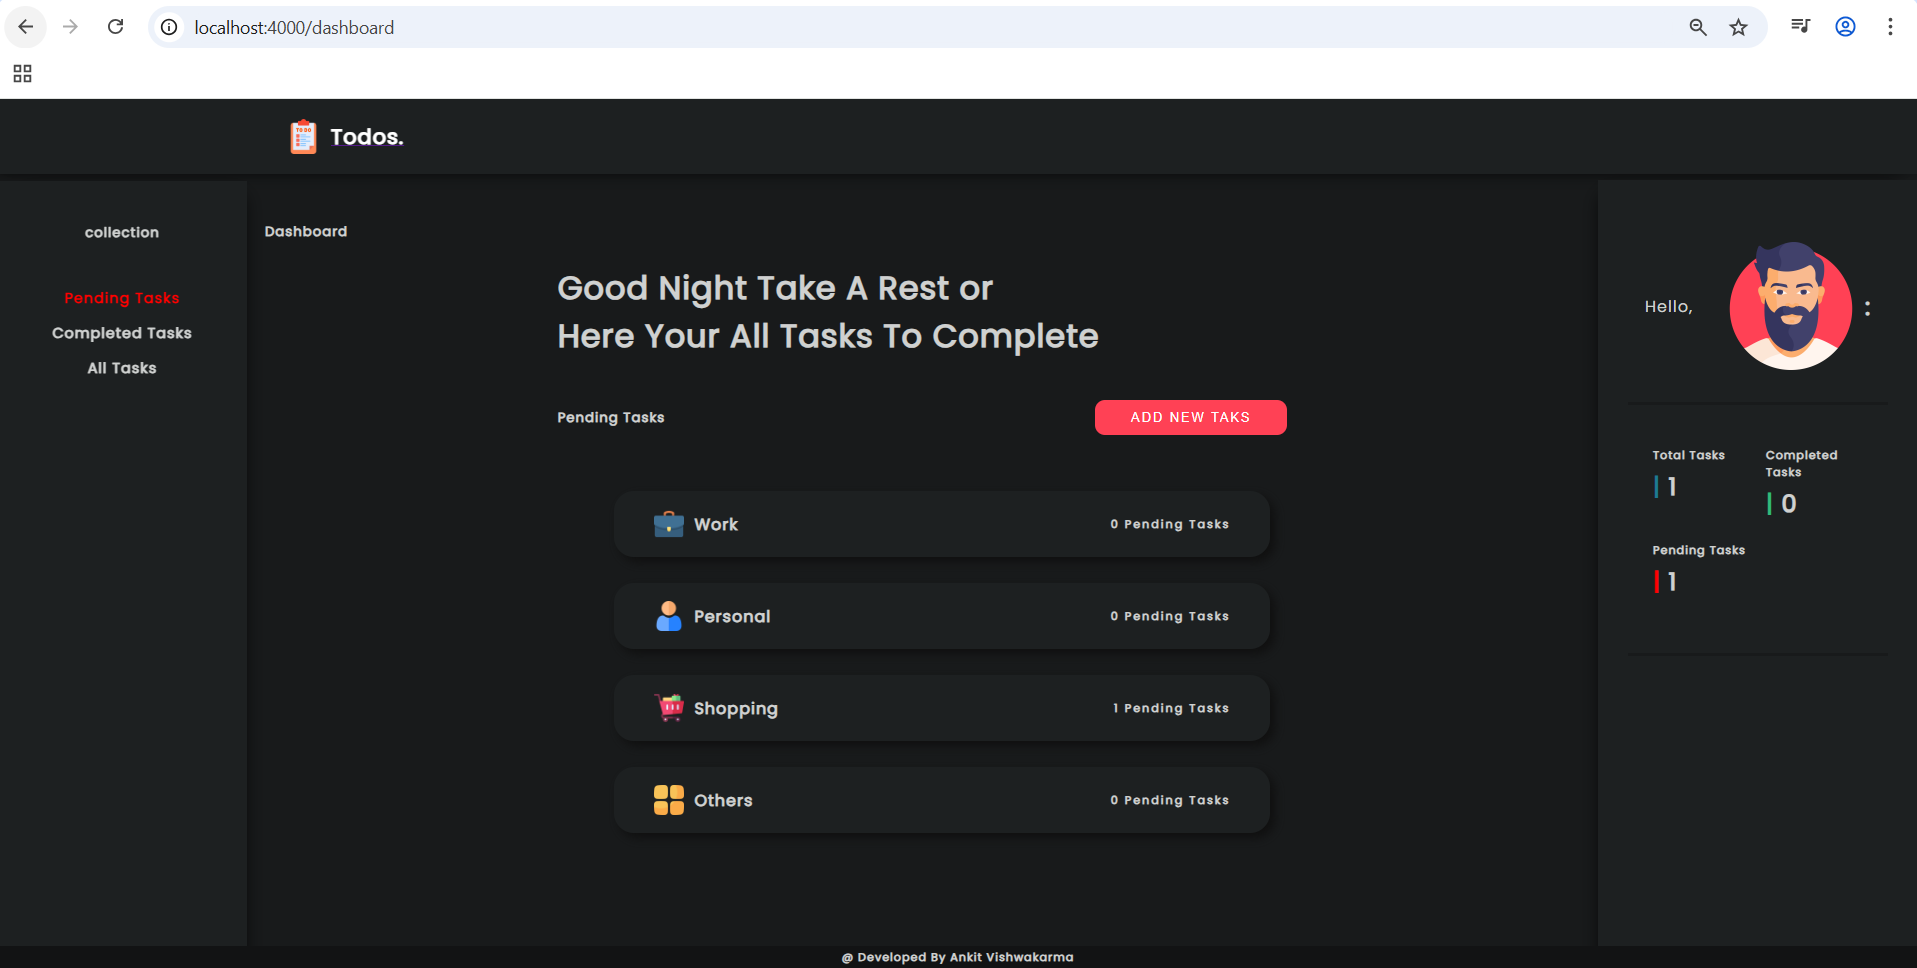 localhost:4000/dashboard
TO DO
Todos.
collection
Pending Tasks
Completed Tasks
All Tasks
Dashboard
Good Night Take A Rest or
Here Your All Tasks To Complete
Pending Tasks
ADD NEW TAKS
Work
0 Pending Tasks
Personal
0 Pending Tasks
Shopping
1 Pending Tasks
Others
0 Pending Tasks
Hello,
Total Tasks
1
Completed
Tasks
0
Pending Tasks
1
@ Developed By Ankit Vishwakarma